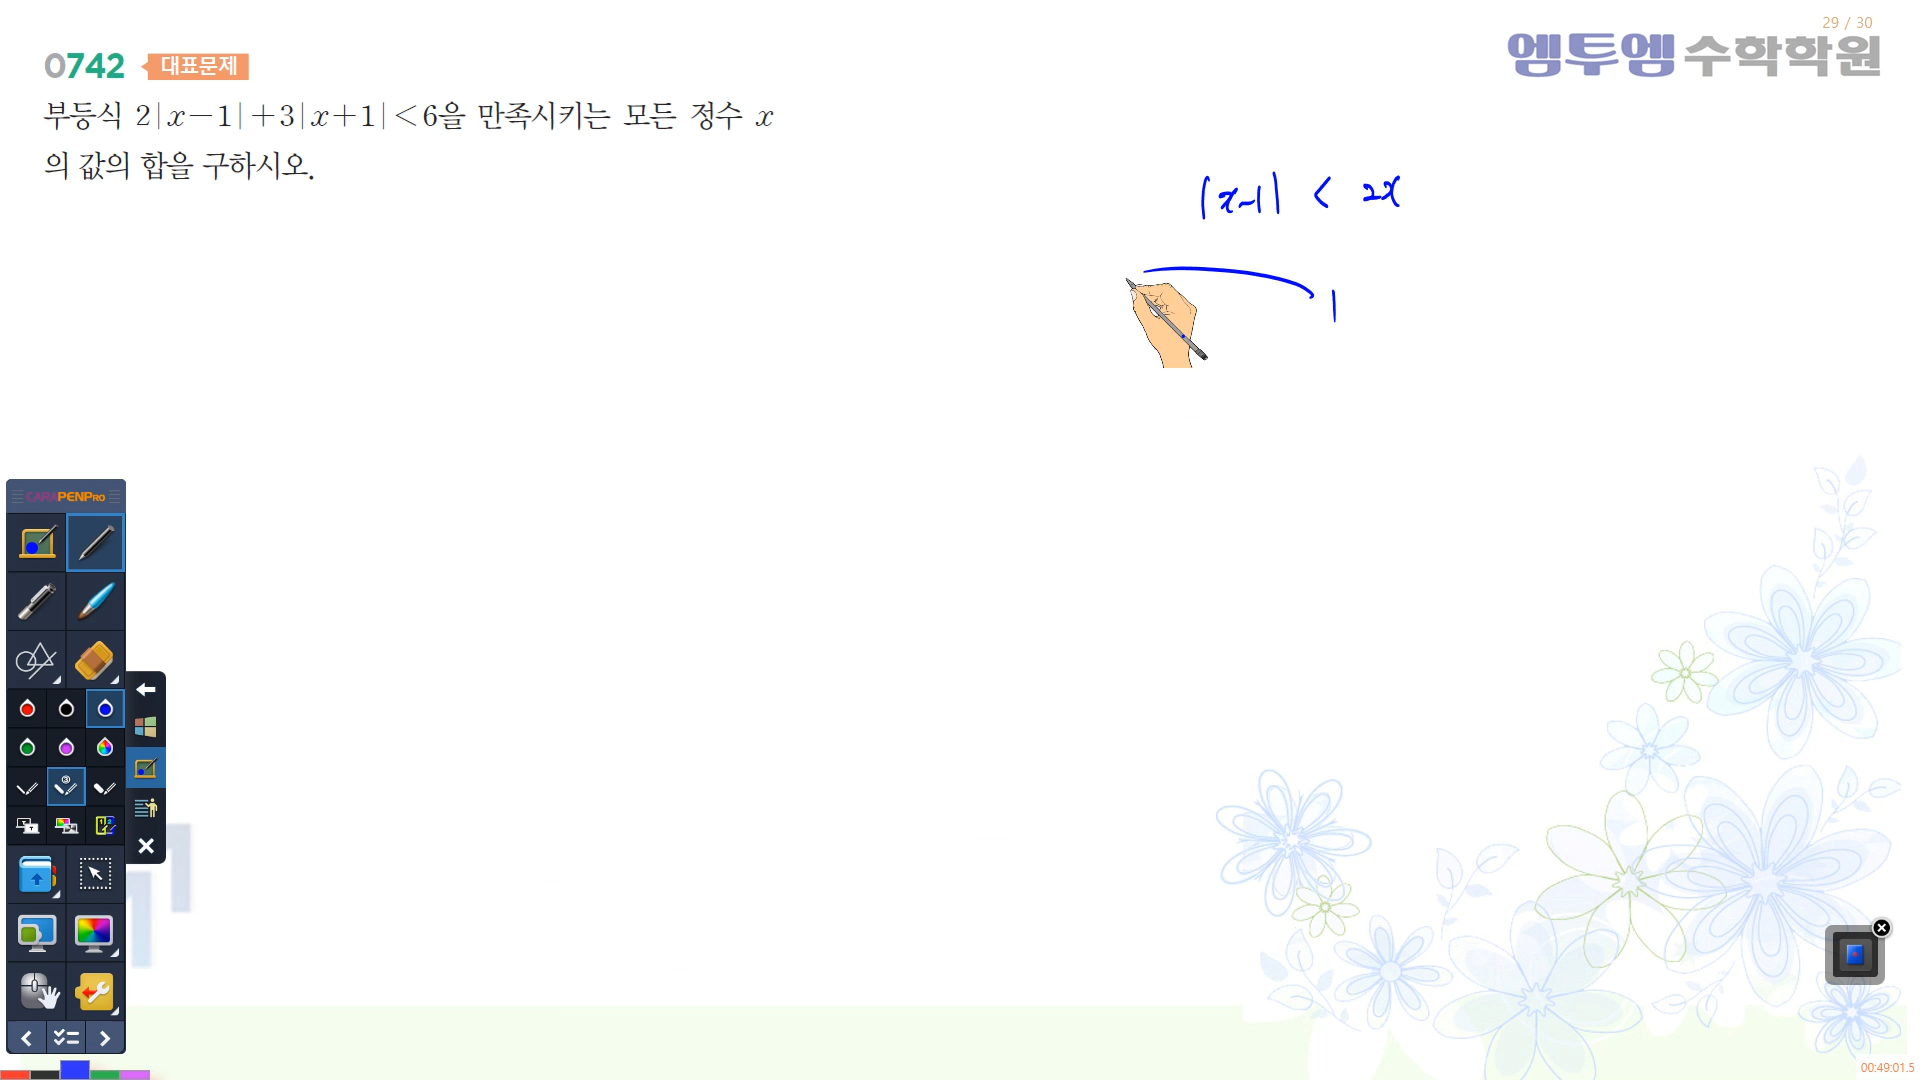 29 / 30
엠투엠 수학학원
0742 대표문제
부등식 2|x-1|+3|x+1|<6을 만족시키는 모든 정수 x
의 값의 합을 구하시오.
|x-1| < 2x
1
CARAPENPRO
00:49:01.5